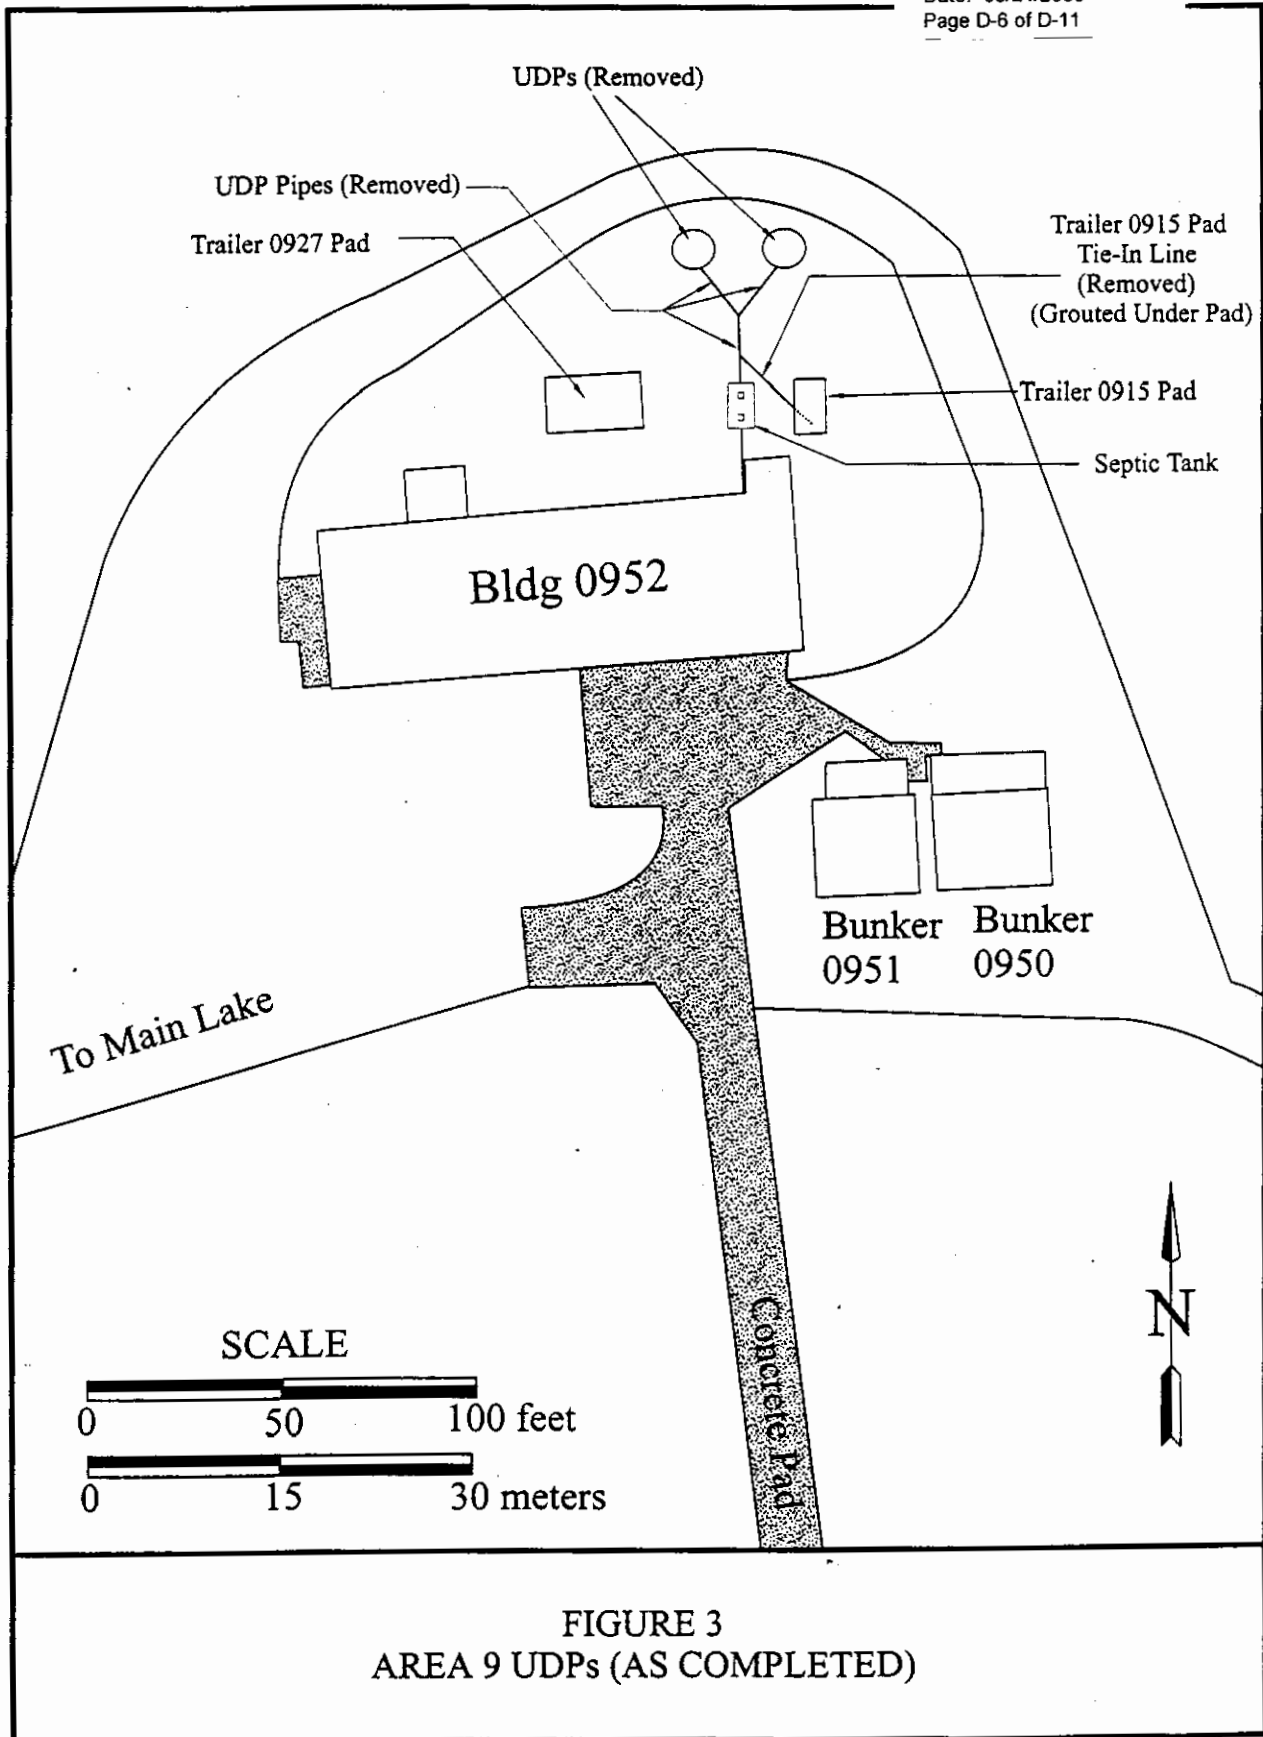 Page D-6 of D-11
UDPs (Removed)
UDP Pipes (Removed)
Trailer 0927 Pad
Trailer 0915 Pad
Tie-In Line
(Removed)
(Grouted Under Pad)
Trailer 0915 Pad
Septic Tank
Bldg 0952
Bunker
0951
Bunker
0950
To Main Lake
Concrete Pad
N
SCALE
0 50 100 feet
0 15 30 meters
FIGURE 3
AREA 9 UDPs (AS COMPLETED)